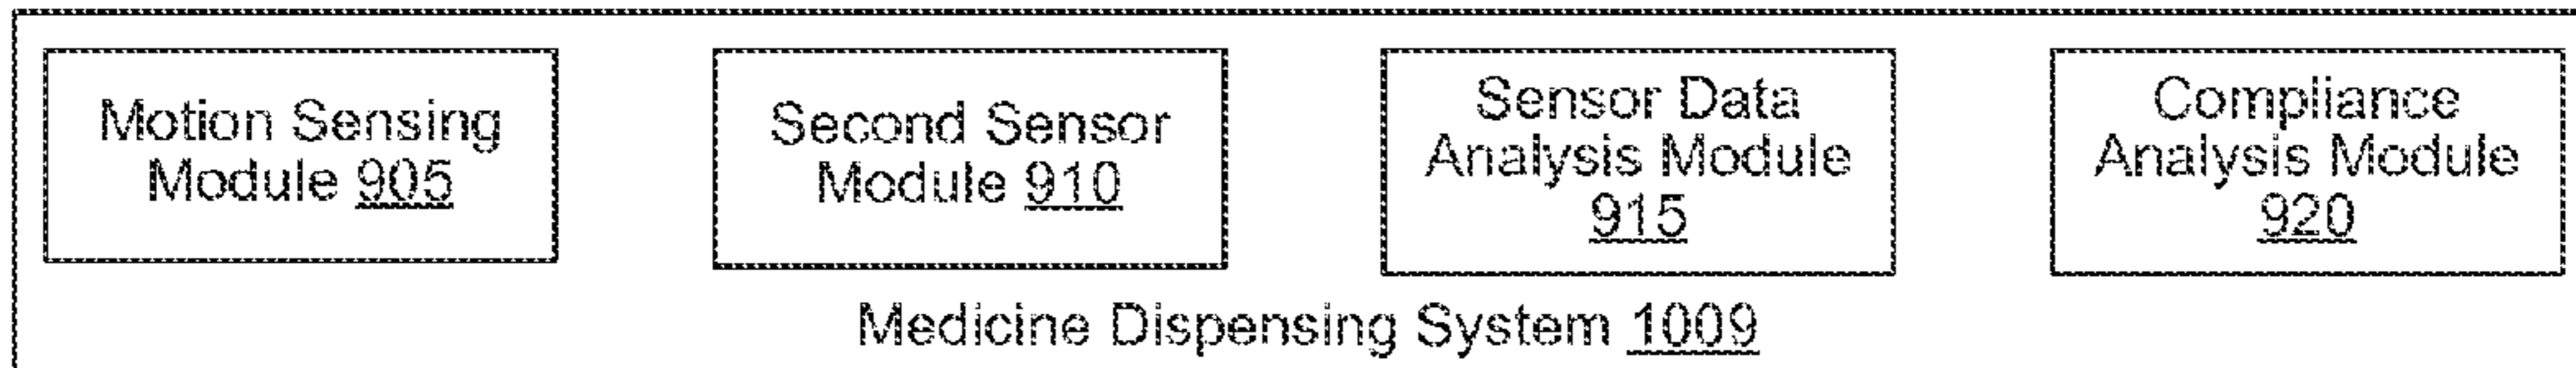 Motion Sensing
Module 905
Second Sensor
Module 910
Sensor Data
Analysis Module
915
Compliance
Analysis Module
920
Medicine Dispensing System 1009